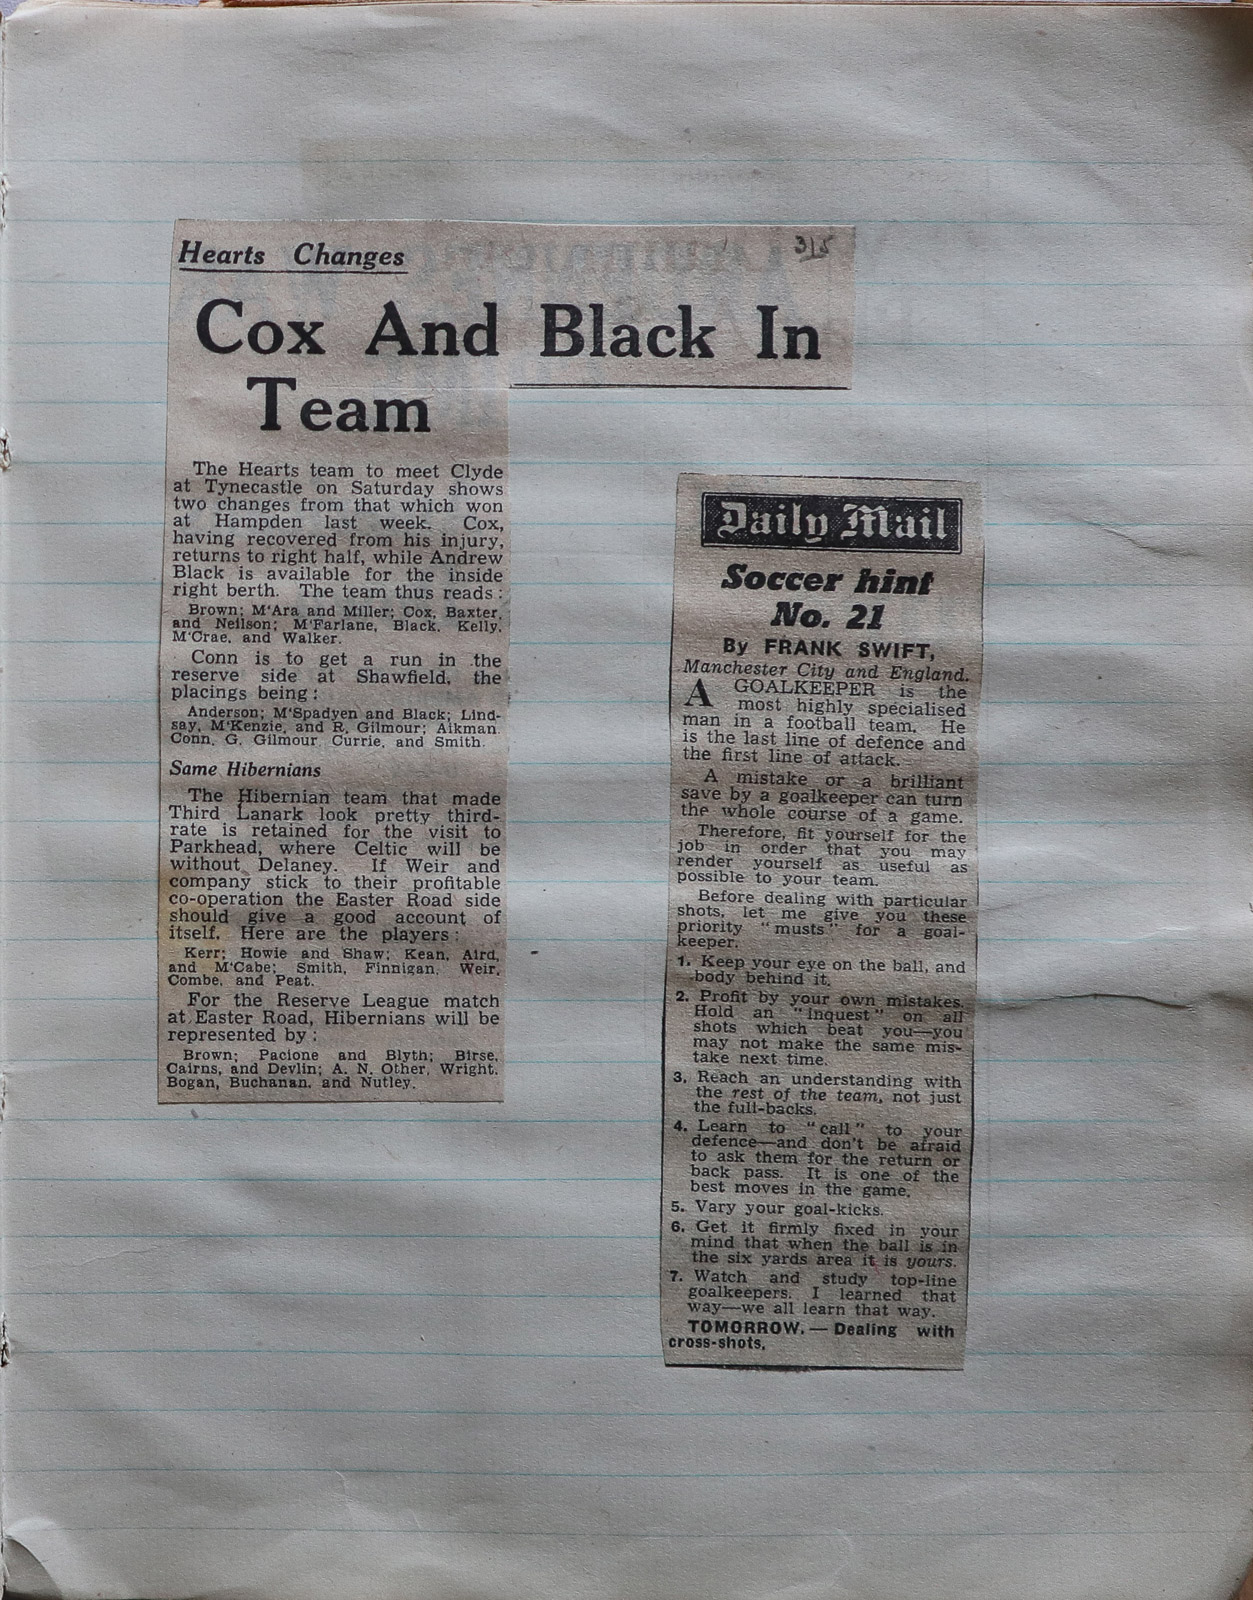 Hearts Changes
3/5
Cox And Black In
Team
The Hearts team to meet Clyde
at Tynecastle on Saturday shows
two changes from that which won
at Hampden last week. Cox,
having recovered from his injury,
returns to right half, while Andrew
Black is available for the inside
right berth. The team thus reads:
Brown; M'Ara and Miller; Cox, Baxter,
and Neilson; M'Farlane, Black, Kelly,
M'Crae, and Walker.
Conn is to get a run in the
reserve side at Shawfield, the
placings being:
Anderson; M'Spadyen and Black; Lind-
say, M'Kenzie, and R. Gilmour; Aikman
Conn, G. Gilmour Currie, and Smith.
Same Hibernians
The Hibernian team that made
Third Lanark look pretty third-
rate is retained for the visit to
Parkhead, where Celtic will be
without Delaney. If Weir and
company stick to their profitable
co-operation the Easter Road side
should give a good account of
itself. Here are the players:
Kerr; Howie and Shaw; Kean, Aird,
and M'Cabe; Smith, Finnigan, Weir,
Combe, and Peat.
For the Reserve League match
at Easter Road, Hibernians will be
represented by:
Brown; Pacione and Blyth; Birse,
Cairns, and Devlin; A. N. Other, Wright,
Bogan, Buchanan, and Nutley.
Daily Mail
Soccer hint
No. 21
By FRANK SWIFT,
Manchester City and England.
A GOALKEEPER is the
most highly specialised
man in a football team. He
is the last line of defence and
the first line of attack.
A mistake or a brilliant
save by a goalkeeper can turn
the whole course of a game.
Therefore, fit yourself for the
job in order that you may
render yourself as useful as
possible to your team.
Before dealing with particular
shots, let me give you these
priority "musts" for a goal-
keeper.
1. Keep your eye on the ball, and
body behind it.
2. Profit by your own mistakes.
Hold an "inquest" on all
shots which beat you—you
may not make the same mis-
take next time.
3. Reach an understanding with
the rest of the team, not just
the full-backs.
4. Learn to "call" to your
defence—and don't be afraid
to ask them for the return or
back pass. It is one of the
best moves in the game.
5. Vary your goal-kicks.
6. Get it firmly fixed in your
mind that when the ball is in
the six yards area it is yours.
7. Watch and study top-line
goalkeepers. I learned that
way—we all learn that way.
TOMORROW.—Dealing with
cross-shots.